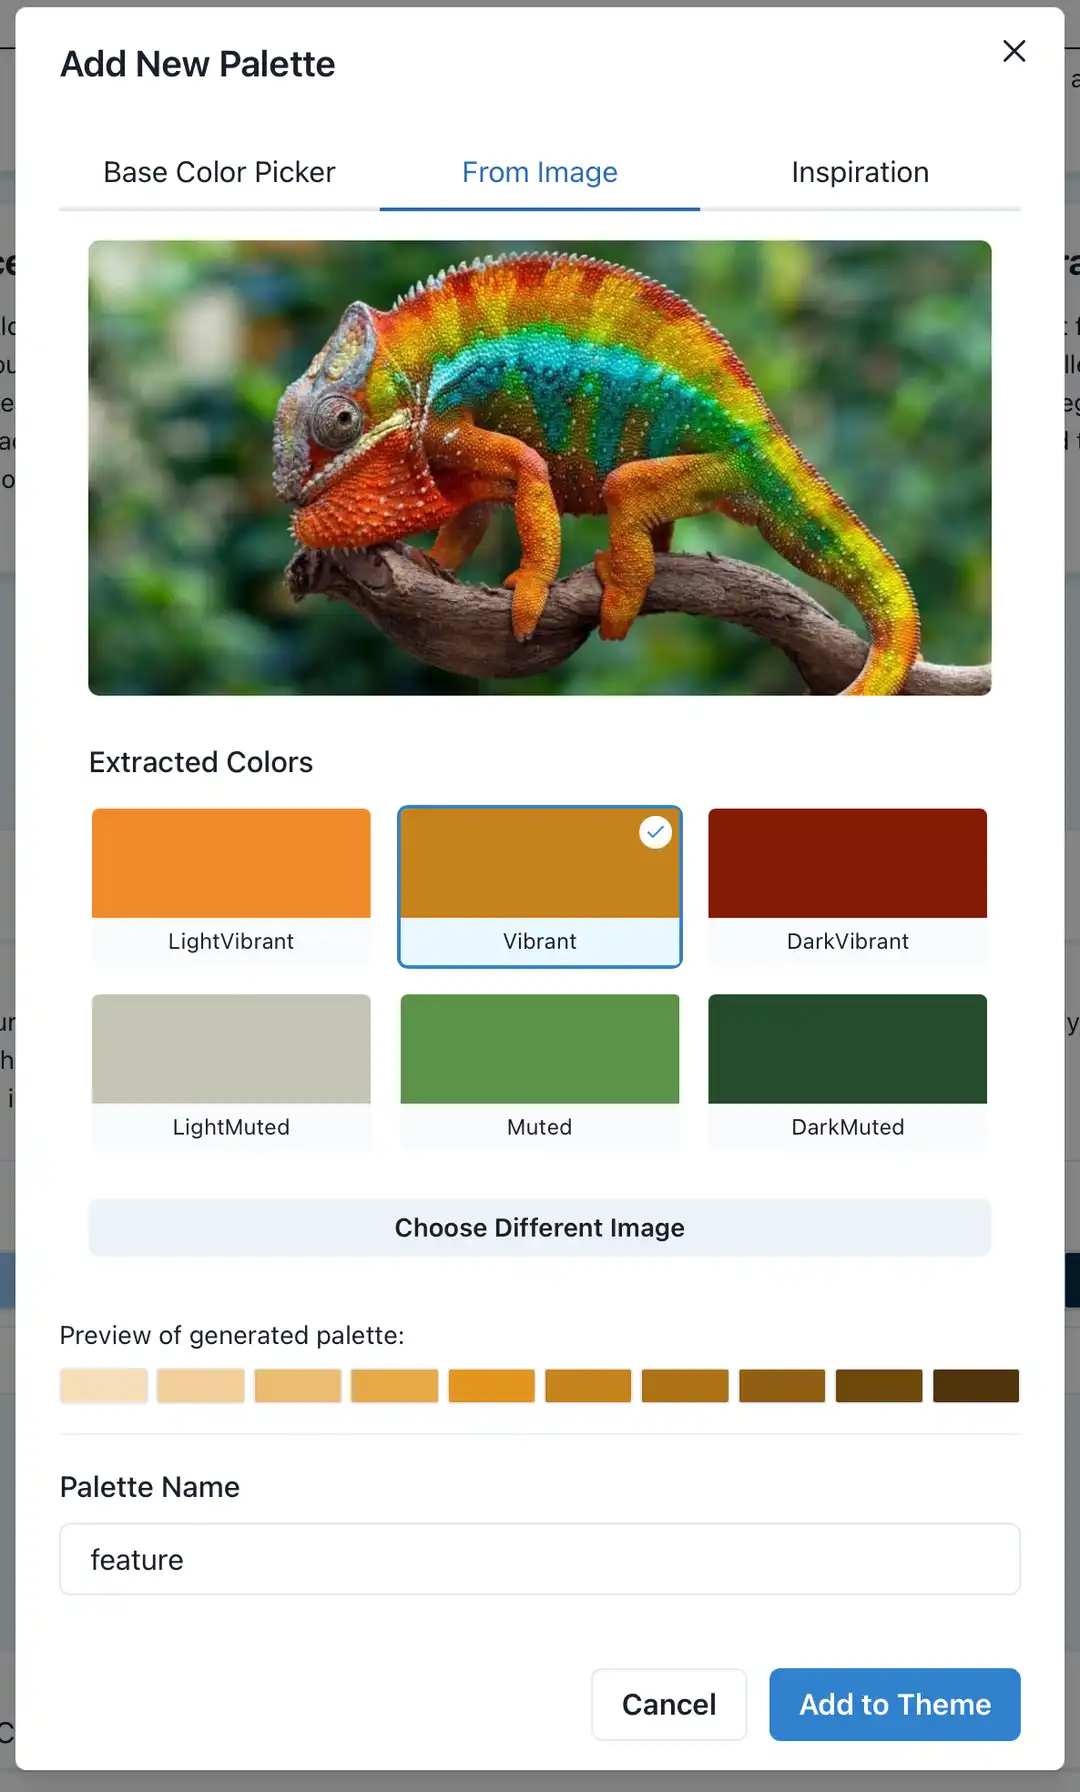 Add New Palette
Base Color Picker
From Image
Inspiration
Extracted Colors
LightVibrant
Vibrant
DarkVibrant
LightMuted
Muted
DarkMuted
Choose Different Image
Preview of generated palette:
Palette Name
feature
Cancel
Add to Theme